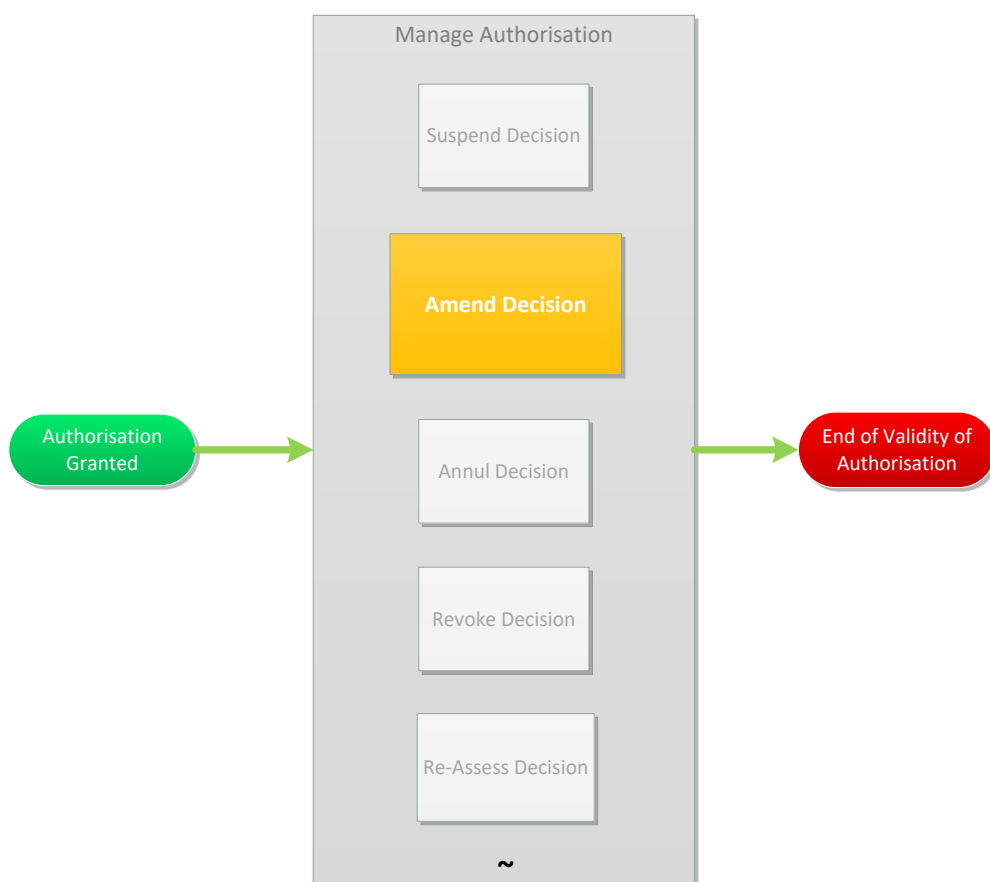 Manage Authorisation
Suspend Decision
Amend Decision
Authorisation
Granted
Annul Decision
End of Validity of
Authorisation
Revoke Decision
Re-Assess Decision
~